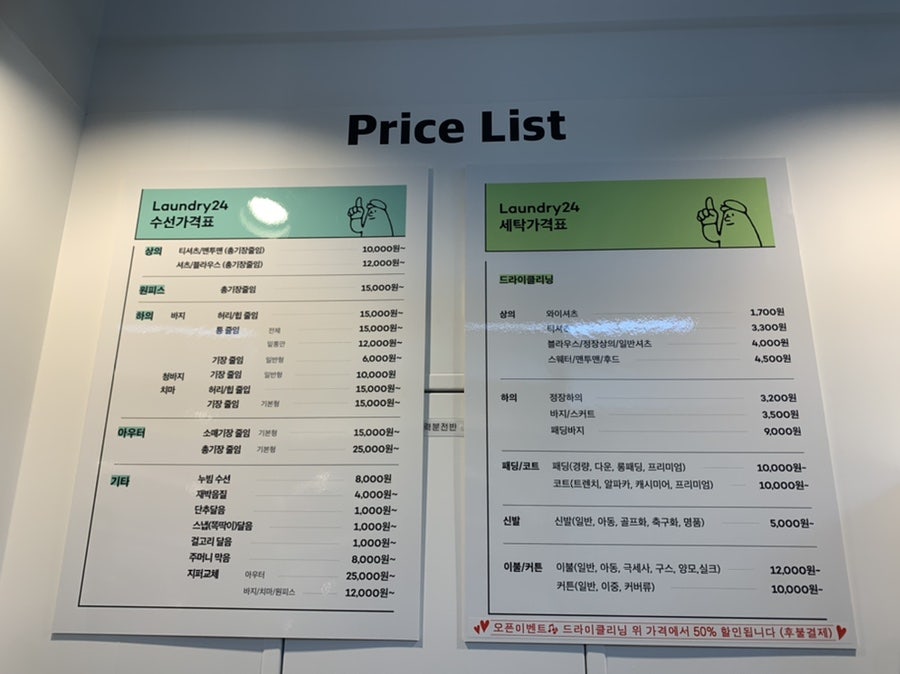 Price List
Laundry24
수선가격표
상의 티셔츠/맨투맨 (총기장줄임) 10,000원~
셔츠/블라우스 (총기장줄임) 12,000원~
원피스 총기장줄임 15,000원~
하의 바지 허리/힙 줄임 15,000원~
통 줄임 전체 15,000원~
밑통만 12,000원~
기장 줄임 일반형 6,000원~
청바지 기장 줄임 일반형 10,000원
치마 허리/힙 줄입 15,000원~
기장 줄임 기본형 15,000원~
아우터 소매기장 줄임 기본형 15,000원~
총기장 줄임 기본형 25,000원~
기타 누빔 수선 8,000원
재박음질 4,000원~
단추달음 1,000원~
스냅(똑딱이)달음 1,000원~
걸고리 달음 1,000원~
주머니 막음 8,000원~
지퍼교체 아우터 25,000원~
바지/치마/원피스 12,000원~
Laundry24
세탁가격표
드라이클리닝
상의 와이셔츠 1,700원
티셔츠 3,300원
블라우스/정장상의/일반셔츠 4,000원
스웨터/맨투맨/후드 4,500원
하의 정장하의 3,200원
바지/스커트 3,500원
패딩바지 9,000원
패딩/코트 패딩(경량, 다운, 롱패딩, 프리미엄) 10,000원~
코트(트렌치, 알파카, 캐시미어, 프리미엄) 10,000원~
신발 신발(일반, 아동, 골프화, 축구화, 명품) 5,000원~
이불/커튼 이불(일반, 아동, 극세사, 구스, 양모,실크) 12,000원~
커튼(일반, 이중, 커버류) 10,000원~
오픈이벤트 드라이클리닝 위 가격에서 50% 할인됩니다 (후불결제)
력분전반